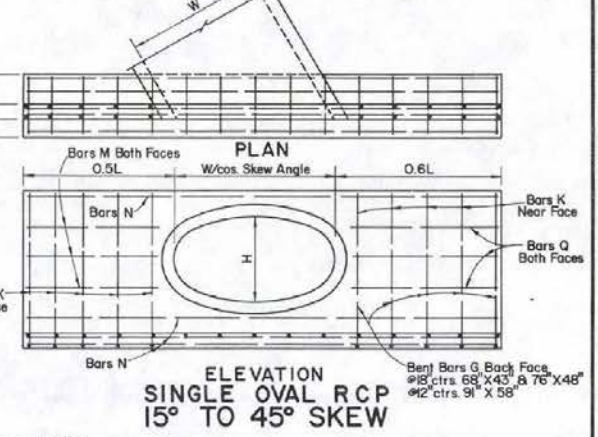 W
PLAN
Bars M Both Faces
0.5L
W/cos. Skew Angle
0.6L
Bars N
Bars K
Near Face
H
Bars Q
Both Faces
Bars N
Bent Bars G Back Face
@18"ctrs. 68"X43" & 76"X48"
@12"ctrs. 91" X 58"
ELEVATION
SINGLE OVAL RCP
15° TO 45° SKEW